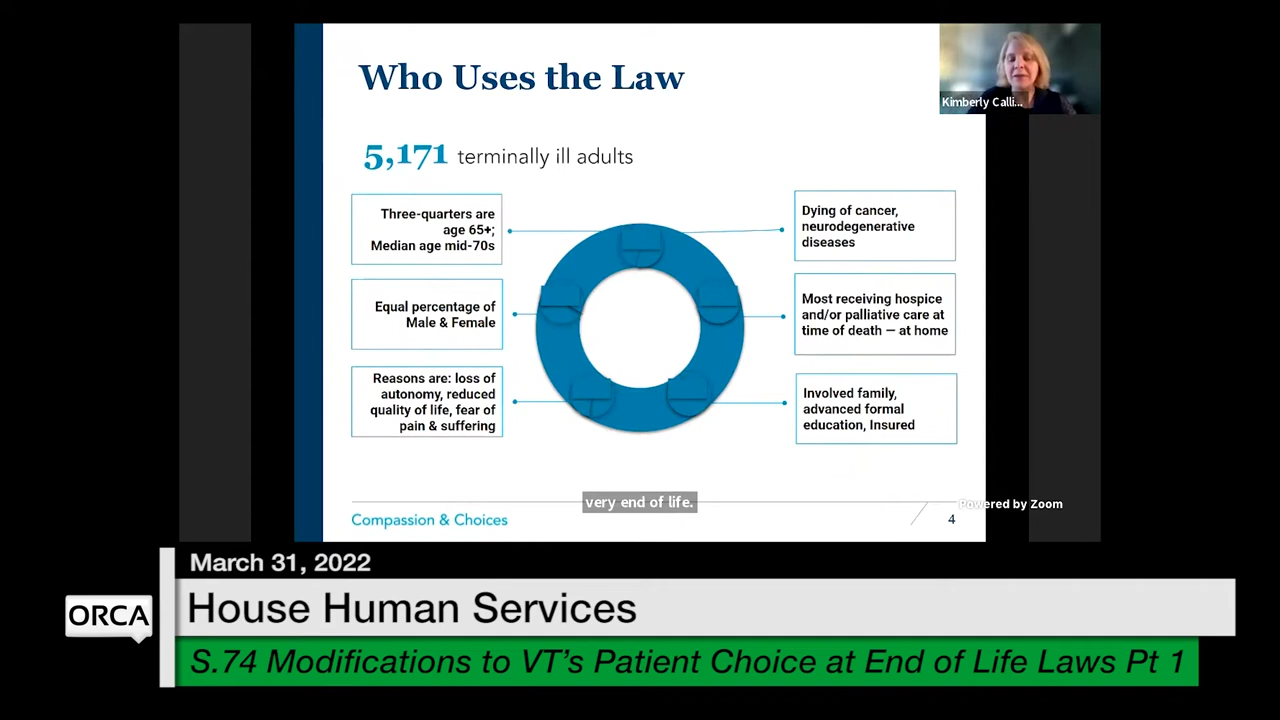 Who Uses the Law
Kimberly Calli...
5,171 terminally ill adults
Three-quarters are
age 65+;
Median age mid-70s
Dying of cancer,
neurodegenerative
diseases
Equal percentage of
Male & Female
Most receiving hospice
and/or palliative care at
time of death — at home
Reasons are: loss of
autonomy, reduced
quality of life, fear of
pain & suffering
Involved family,
advanced formal
education, Insured
very end of life.
Powered by Zoom
Compassion & Choices
4
March 31, 2022
ORCA
House Human Services
S.74 Modifications to VT's Patient Choice at End of Life Laws Pt 1